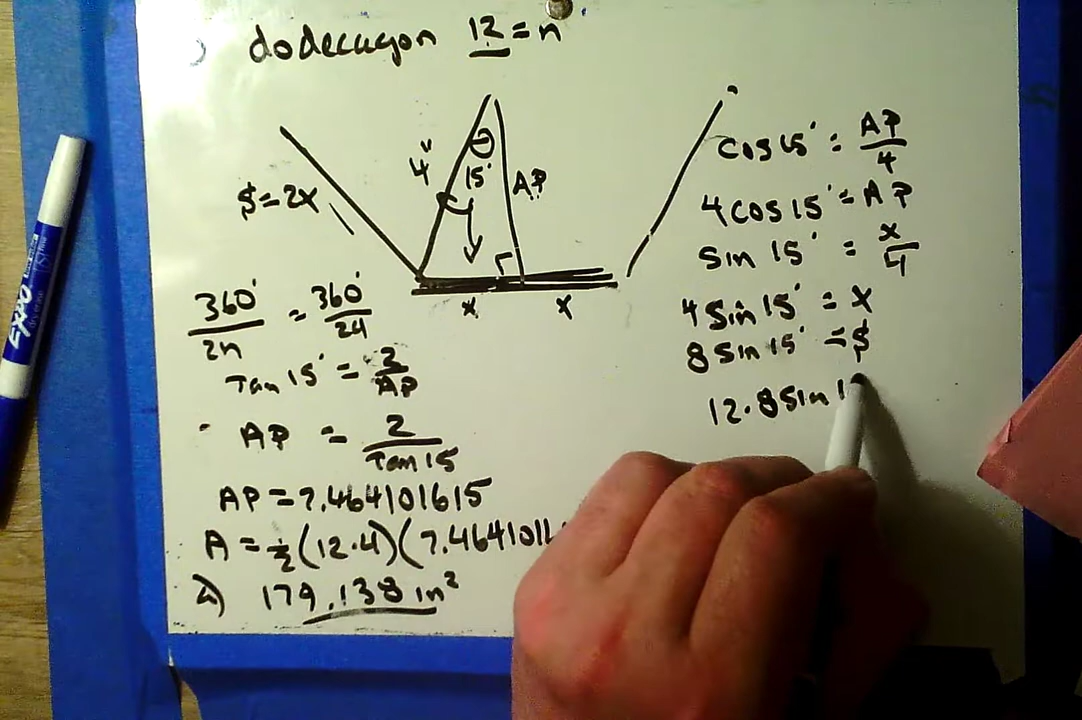 ) dodecagon 12 = n
4"
15°
AP
S = 2x
x x
360° / 2n = 360° / 24
Tan 15° = 2 / AP
AP = 2 / Tan 15
AP = 7.464101615
A = 1/2 (12·4)(7.464101
a) 179.138 in²
cos 15° = AP / 4
4 cos 15° = AP
sin 15° = x / 4
4 sin 15° = x
8 sin 15° = S
12·8 sin 1
EXPO